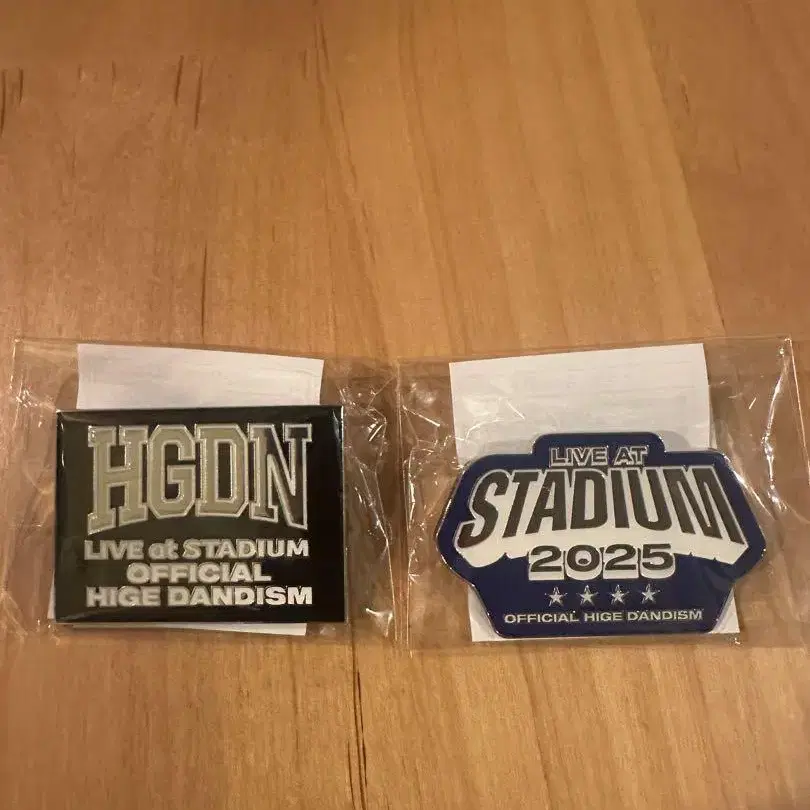 HGDN
LIVE at STADIUM
OFFICIAL
HIGE DANDISM
LIVE AT
STADIUM
2025
OFFICIAL HIGE DANDISM